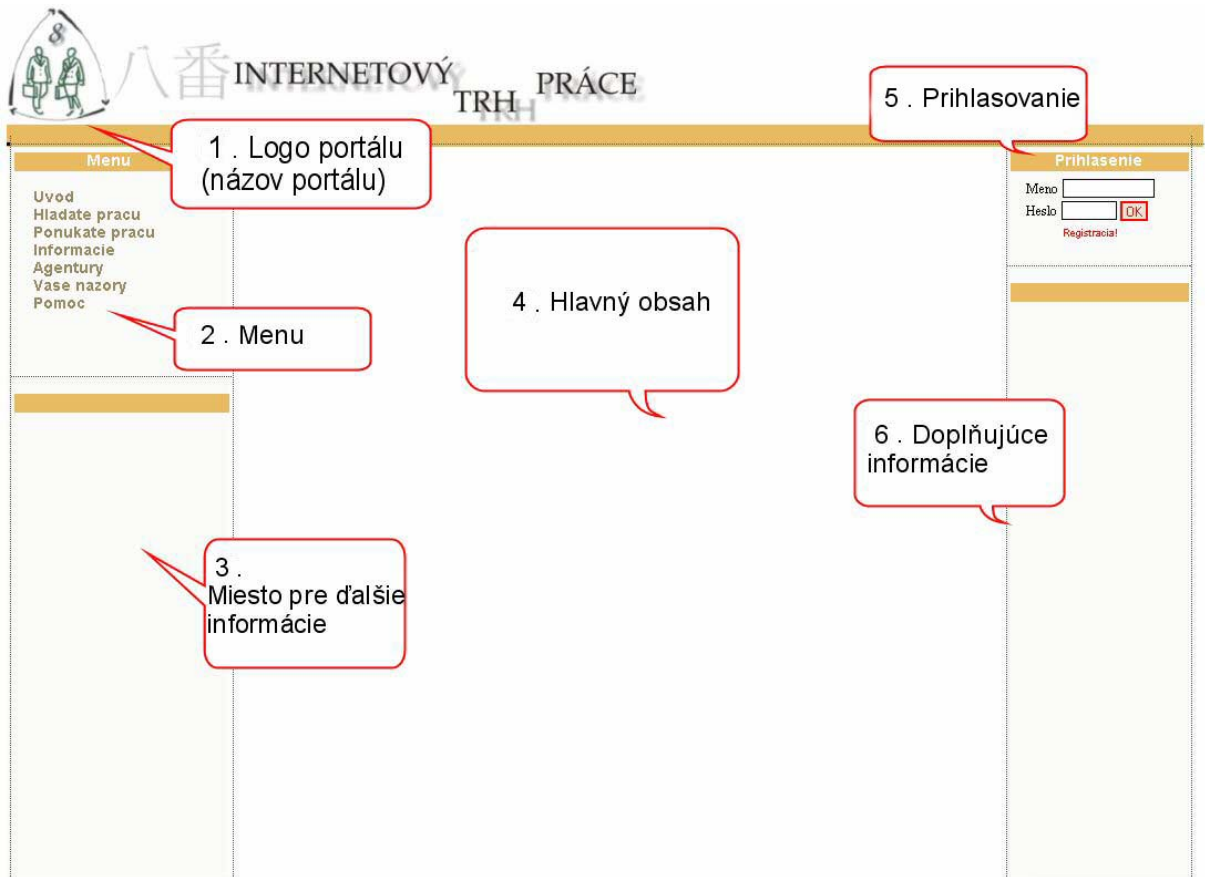 8
八番 INTERNETOVÝ TRH PRÁCE
5 . Prihlasovanie
1 . Logo portálu
(názov portálu)
Menu
Uvod
Hladate pracu
Ponukate pracu
Informacie
Agentury
Vase nazory
Pomoc
2 . Menu
3 .
Miesto pre ďalšie
informácie
4 . Hlavný obsah
Prihlasenie
Meno
Heslo OK
Registracia!
6 . Doplňujúce
informácie